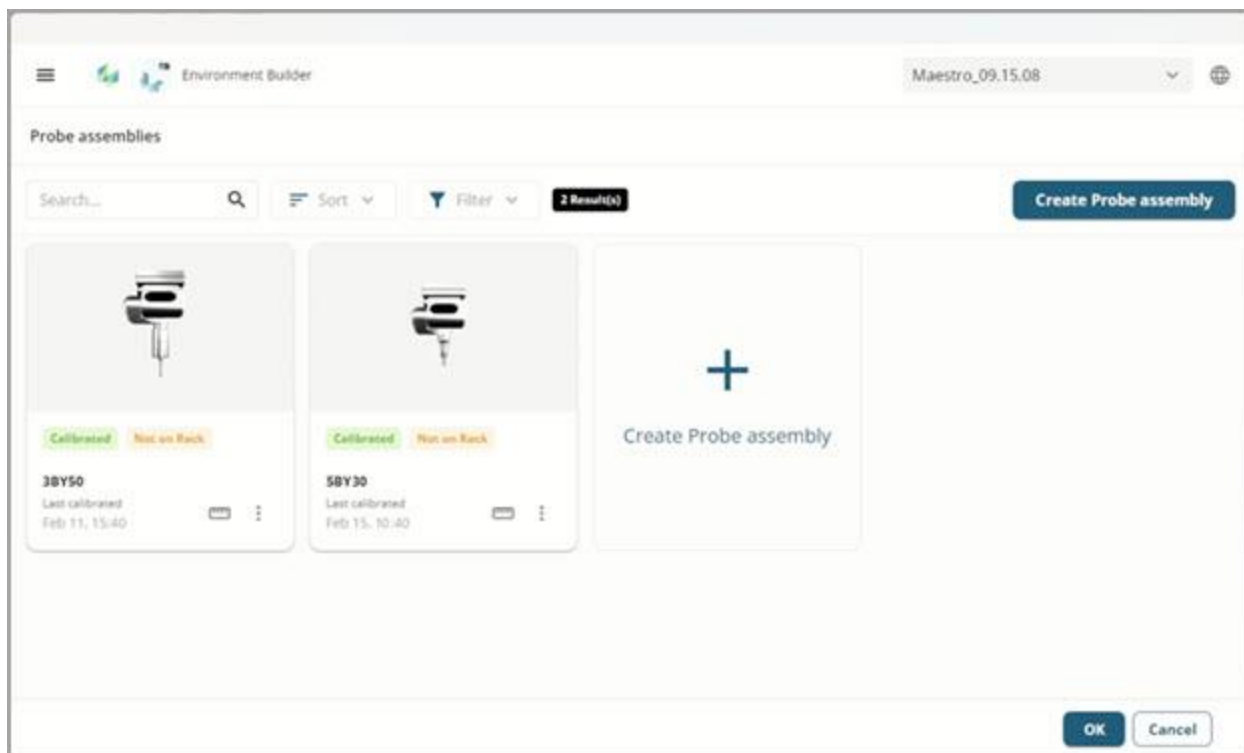 Environment Builder
Maestro_09.15.08
Probe assemblies
Search...
Sort
Filter
2 Result(s)
Create Probe assembly
Calibrated
Not on Rack
3BY50
Last calibrated
Feb 11, 15:40
Calibrated
Not on Rack
5BY30
Last calibrated
Feb 15, 10:40
Create Probe assembly
OK
Cancel